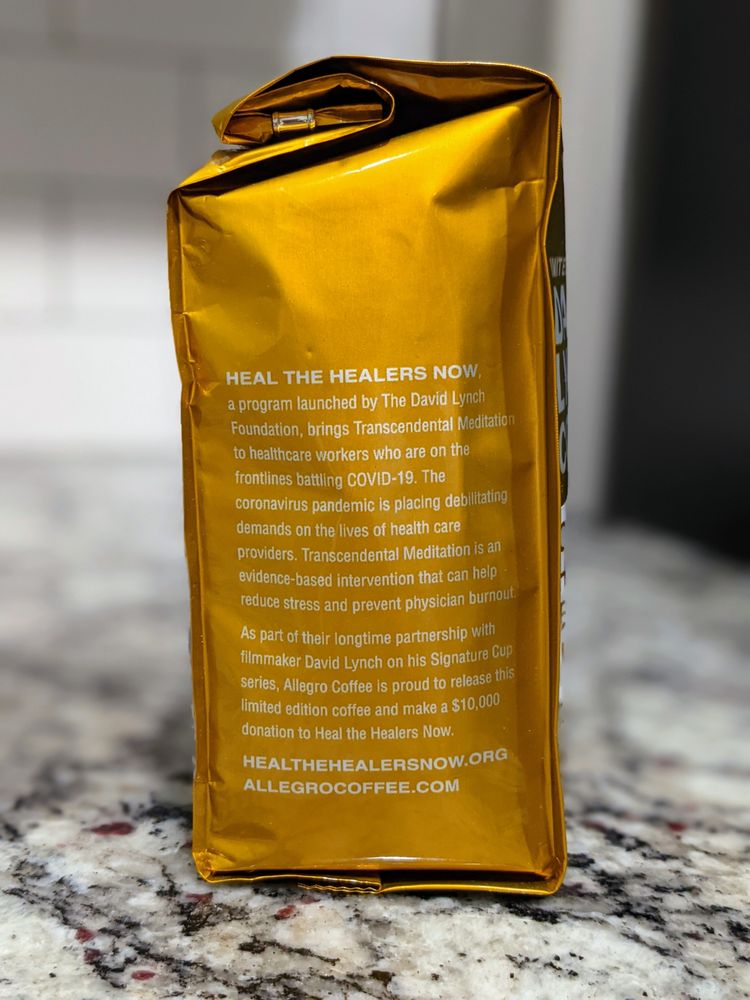 HEAL THE HEALERS NOW,
a program launched by The David Lynch
Foundation, brings Transcendental Meditation
to healthcare workers who are on the
frontlines battling COVID-19. The
coronavirus pandemic is placing debilitating
demands on the lives of health care
providers. Transcendental Meditation is an
evidence-based intervention that can help
reduce stress and prevent physician burnout.
As part of their longtime partnership with
filmmaker David Lynch on his Signature Cup
series, Allegro Coffee is proud to release this
limited edition coffee and make a $10,000
donation to Heal the Healers Now.
HEALTHEHEALERSNOW.ORG
ALLEGROCOFFEE.COM